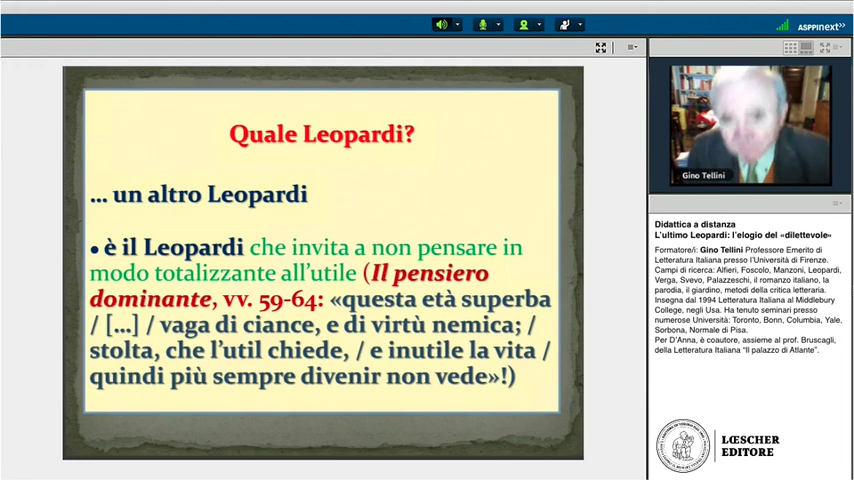 ASPPInext>>
Quale Leopardi?
... un altro Leopardi
• è il Leopardi che invita a non pensare in
modo totalizzante all’utile (Il pensiero
dominante, vv. 59-64: «questa età superba
/ [...] / vaga di ciance, e di virtù nemica; /
stolta, che l’util chiede, / e inutile la vita /
quindi più sempre divenir non vede»!)
Gino Tellini
Didattica a distanza
L'ultimo Leopardi: l'elogio del «dilettevole»
Formatore/i: Gino Tellini Professore Emerito di
Letteratura Italiana presso l'Università di Firenze.
Campi di ricerca: Alfieri, Foscolo, Manzoni, Leopardi,
Verga, Svevo, Palazzeschi, il romanzo italiano, la
parodia, il giardino, metodi della critica letteraria.
Insegna dal 1994 Letteratura Italiana al Middlebury
College, negli Usa. Ha tenuto seminari presso
numerose Università: Toronto, Bonn, Columbia, Yale,
Sorbona, Normale di Pisa.
Per D'Anna, è coautore, assieme al prof. Bruscagli,
della Letteratura Italiana "Il palazzo di Atlante".
LŒSCHER
EDITORE